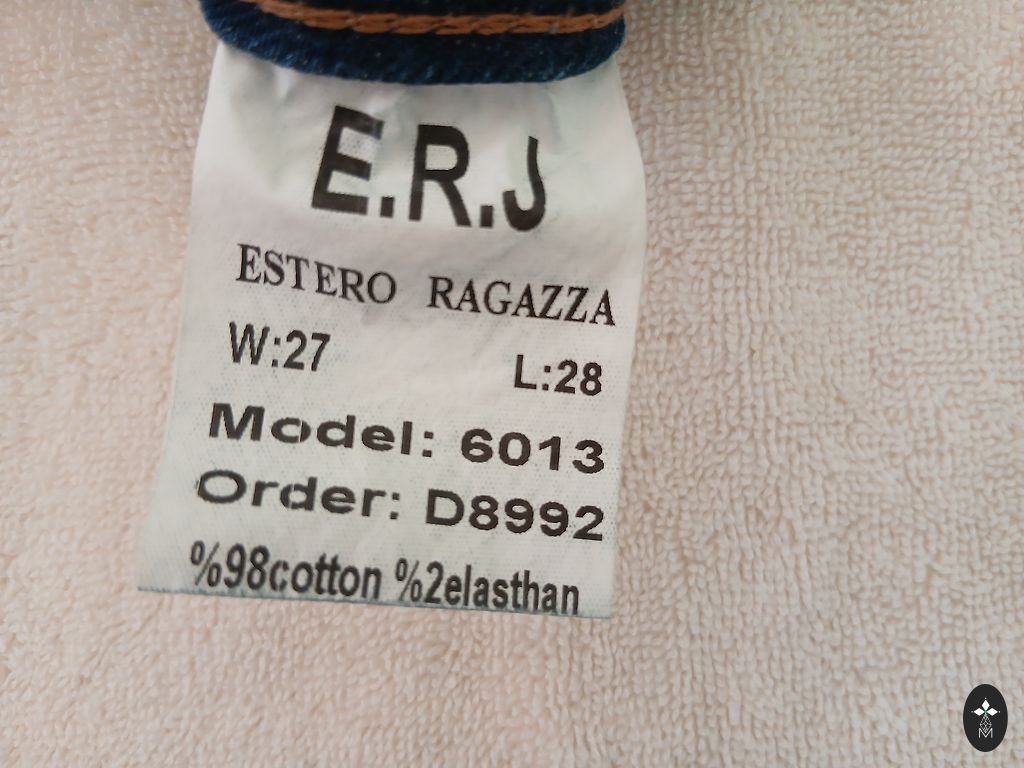 E.R.J
ESTERO RAGAZZA
W:27 L:28
Model: 6013
Order: D8992
%98cotton %2elasthan
M